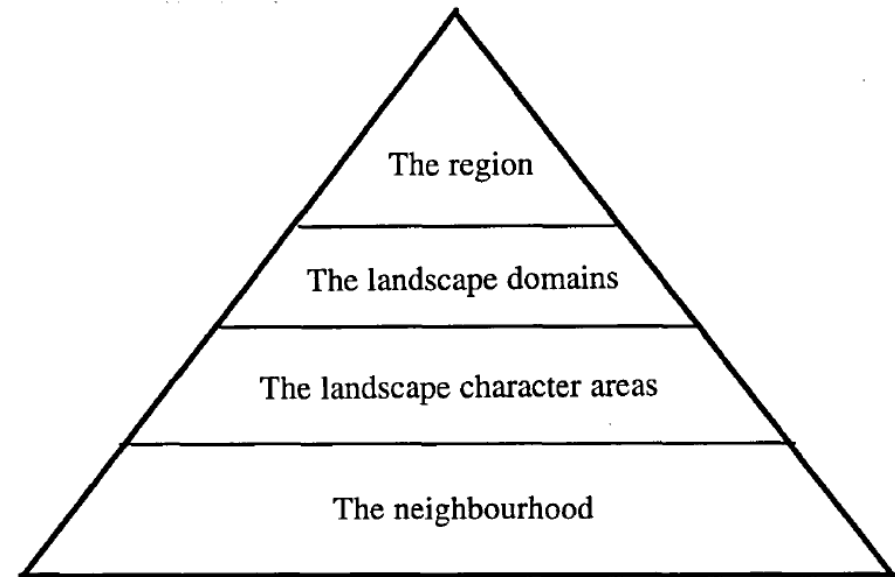 The region
The landscape domains
The landscape character areas
The neighbourhood